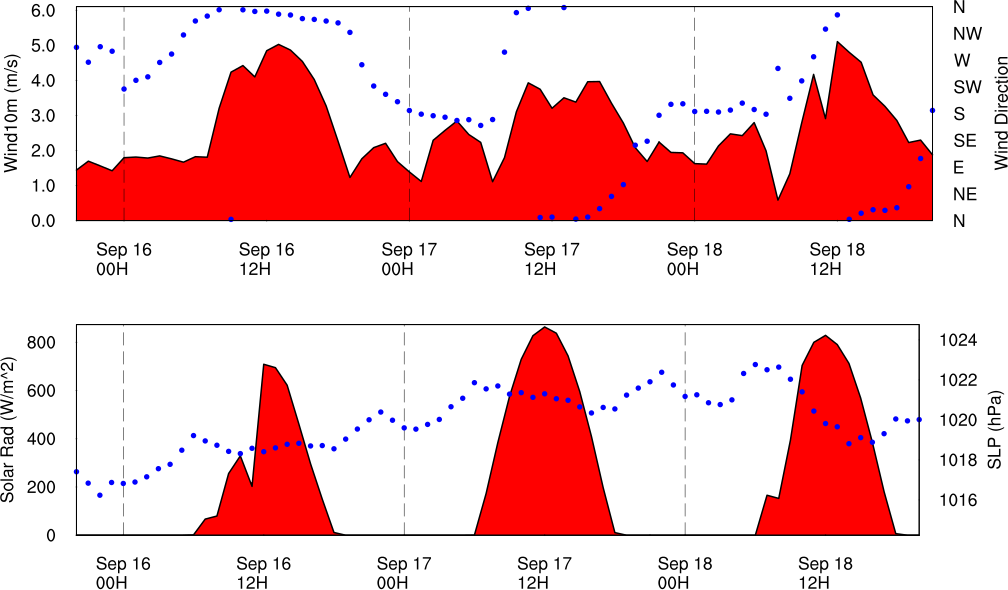 Wind10m (m/s)
6.0
5.0
4.0
3.0
2.0
1.0
0.0
N
NW
W
SW
S
SE
E
NE
N
Wind Direction
Sep 16 Sep 16 Sep 17 Sep 17 Sep 18 Sep 18
00H 12H 00H 12H 00H 12H
Solar Rad (W/m^2)
800
600
400
200
0
1024
1022
1020
1018
1016
SLP (hPa)
Sep 16 Sep 16 Sep 17 Sep 17 Sep 18 Sep 18
00H 12H 00H 12H 00H 12H